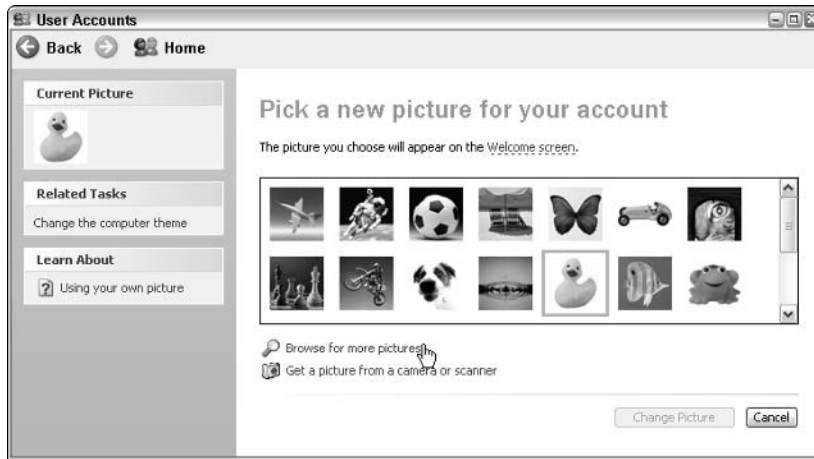 User Accounts
Back Home
Current Picture
Related Tasks
Change the computer theme
Learn About
Using your own picture
Pick a new picture for your account
The picture you choose will appear on the Welcome screen.
Browse for more pictures
Get a picture from a camera or scanner
Change Picture Cancel